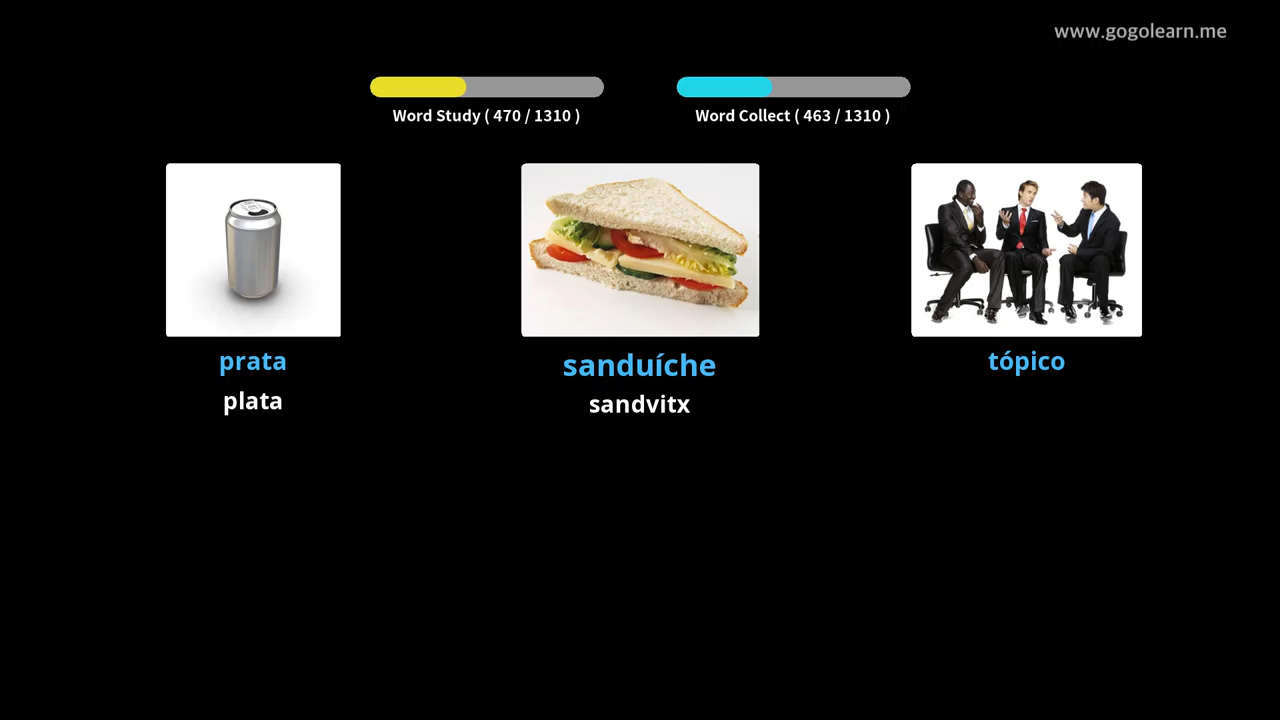 www.gogolearn.me
Word Study ( 470 / 1310 )
Word Collect ( 463 / 1310 )
prata
plata
sanduíche
sandvitx
tópico